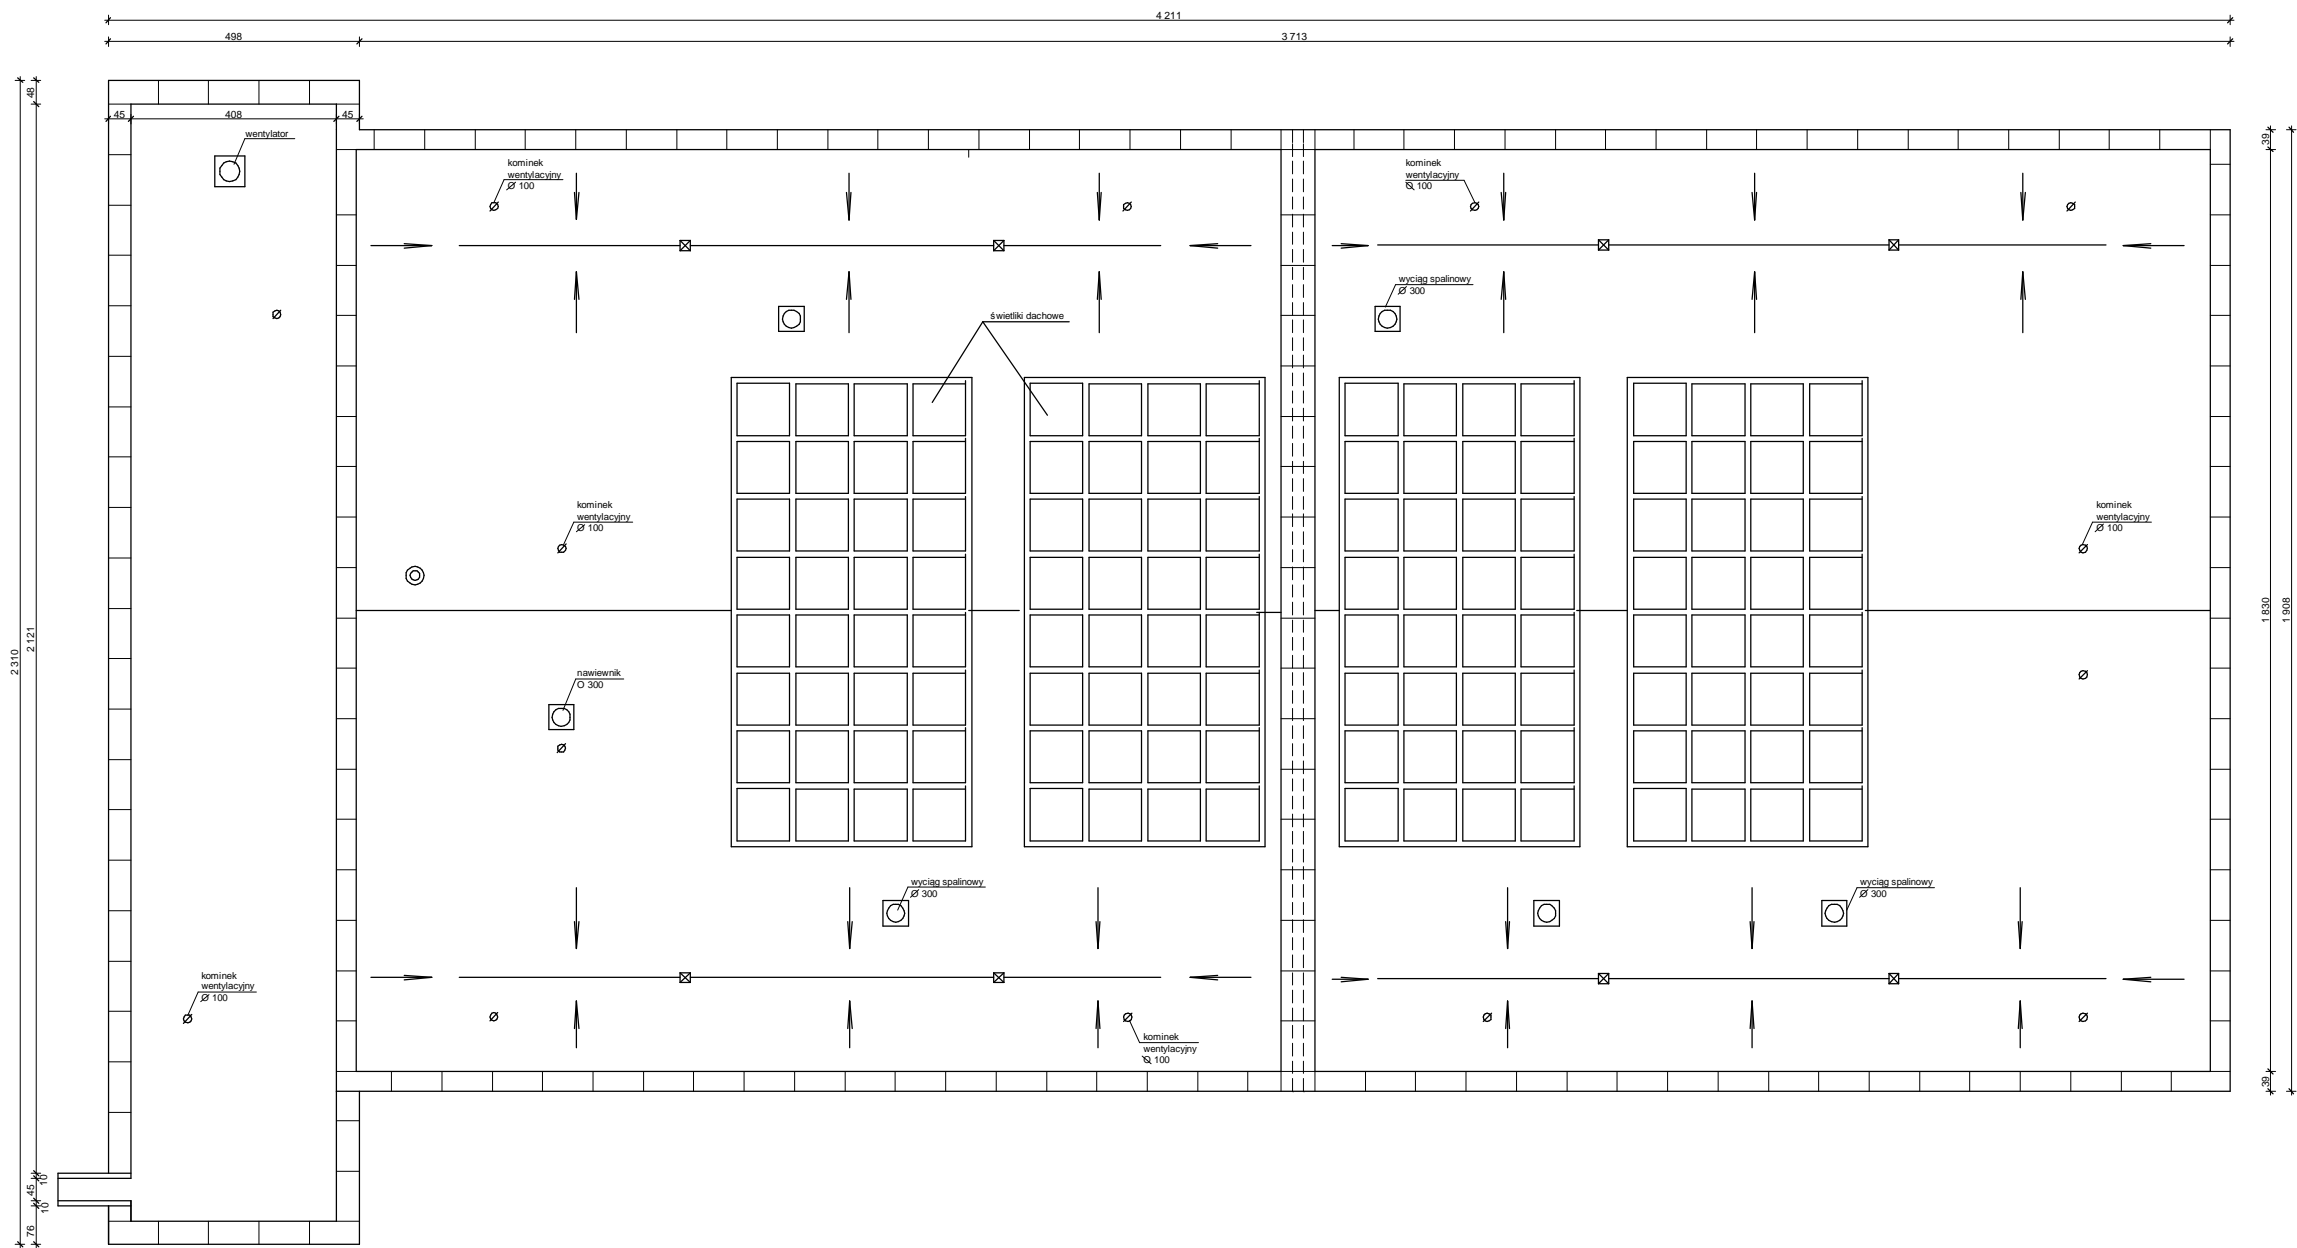 4 211
498
3 713
48
45
408
45
39
wentylator
kominek
wentylacyjny
Ø 100
kominek
wentylacyjny
Ø 100
wyciąg spalinowy
Ø 300
świetliki dachowe
kominek
wentylacyjny
Ø 100
kominek
wentylacyjny
Ø 100
2 310
2 121
1 830
1 908
nawiewnik
O 300
wyciąg spalinowy
Ø 300
wyciąg spalinowy
Ø 300
kominek
wentylacyjny
Ø 100
kominek
wentylacyjny
Ø 100
39
10
45
10
76